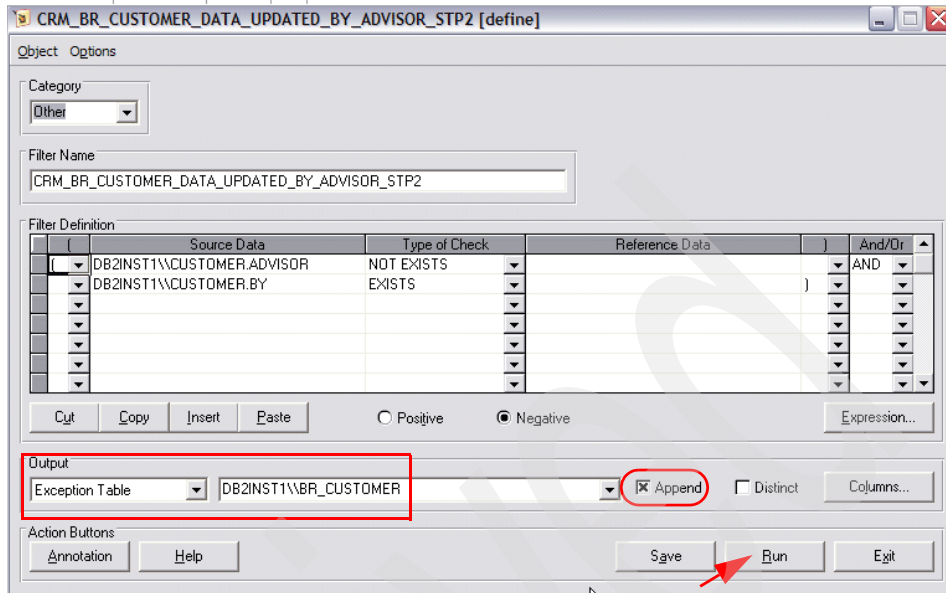 CRM_BR_CUSTOMER_DATA_UPDATED_BY_ADVISOR_STP2 [define]
Object Options
Category
Other
Filter Name
CRM_BR_CUSTOMER_DATA_UPDATED_BY_ADVISOR_STP2
Filter Definition
( Source Data Type of Check Reference Data ) And/Or
( DB2INST1\\CUSTOMER.ADVISOR NOT EXISTS AND
DB2INST1\\CUSTOMER.BY EXISTS )
Cut Copy Insert Paste Positive Negative Expression...
Output
Exception Table DB2INST1\\BR_CUSTOMER Append Distinct Columns...
Action Buttons
Annotation Help Save Run Exit